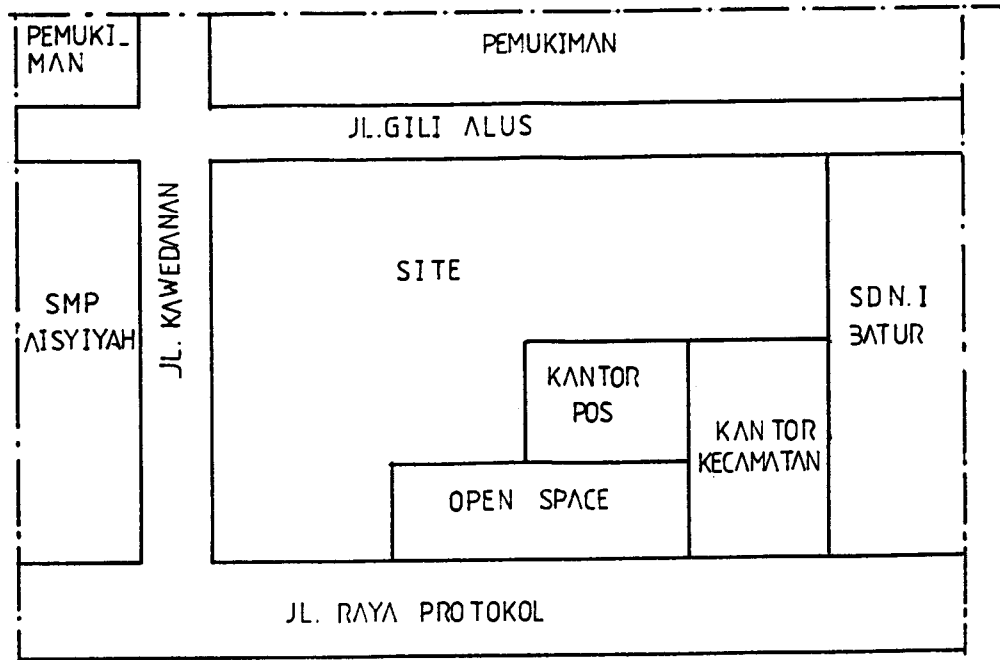 PEMUKI_
MAN
PEMUKIMAN
JL.GILI ALUS
JL. KAWEDANAN
SITE
SMP
AISYIYAH
SDN. I
BATUR
KANTOR
POS
KANTOR
KECAMATAN
OPEN SPACE
JL. RAYA PROTOKOL